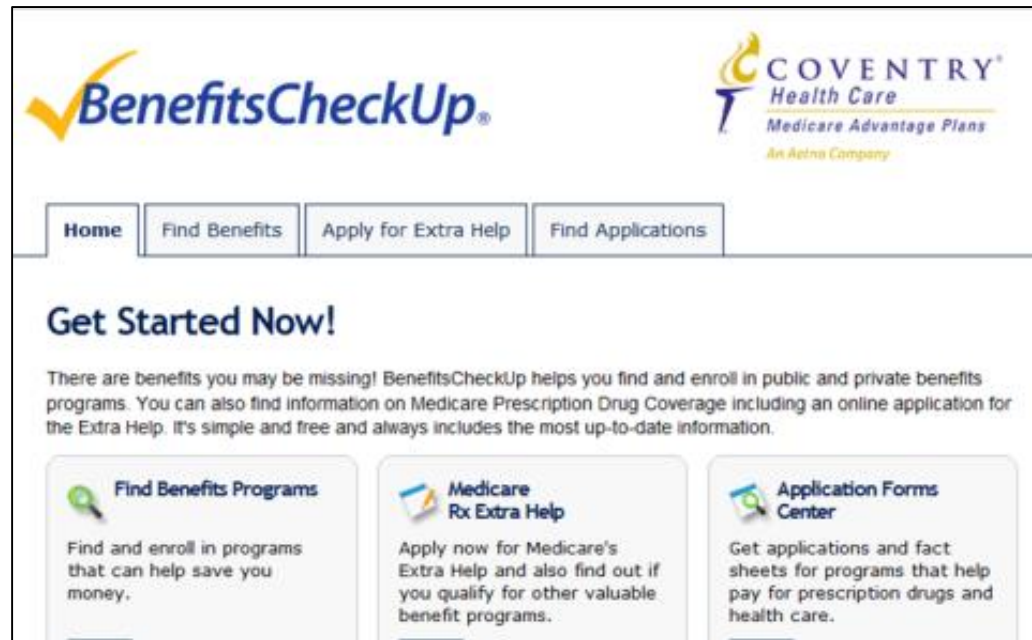 BenefitsCheckUp®
COVENTRY®
Health Care
Medicare Advantage Plans
An Aetna Company
Home
Find Benefits
Apply for Extra Help
Find Applications
Get Started Now!
There are benefits you may be missing! BenefitsCheckUp helps you find and enroll in public and private benefits
programs. You can also find information on Medicare Prescription Drug Coverage including an online application for
the Extra Help. It's simple and free and always includes the most up-to-date information.
Find Benefits Programs
Find and enroll in programs
that can help save you
money.
Medicare
Rx Extra Help
Apply now for Medicare's
Extra Help and also find out if
you qualify for other valuable
benefit programs.
Application Forms
Center
Get applications and fact
sheets for programs that help
pay for prescription drugs and
health care.